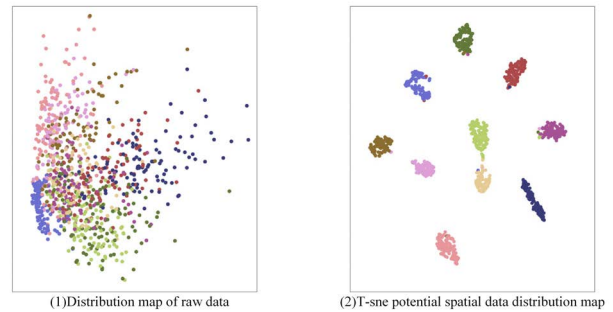 (1)Distribution map of raw data
(2)T-sne potential spatial data distribution map